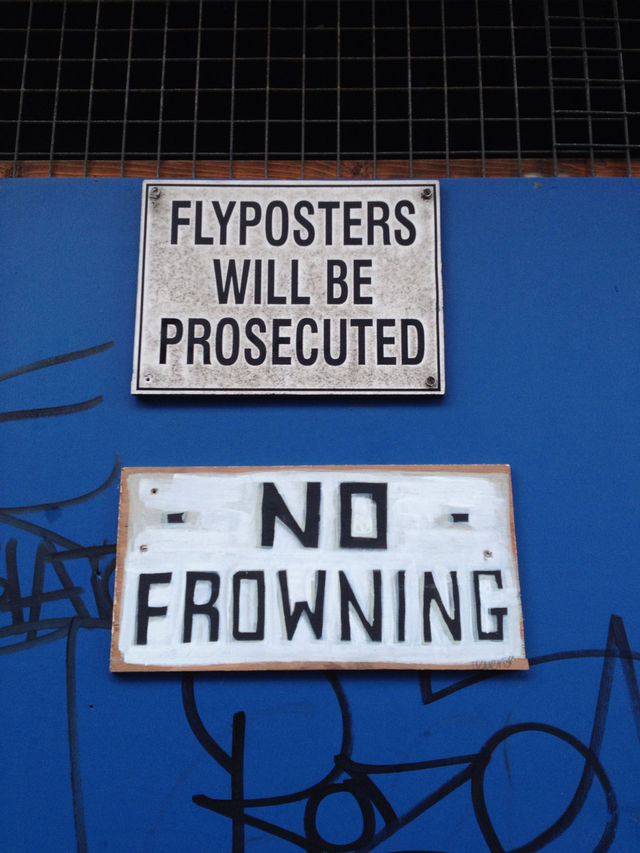 FLYPOSTERS
WILL BE
PROSECUTED
- NO -
FROWNING